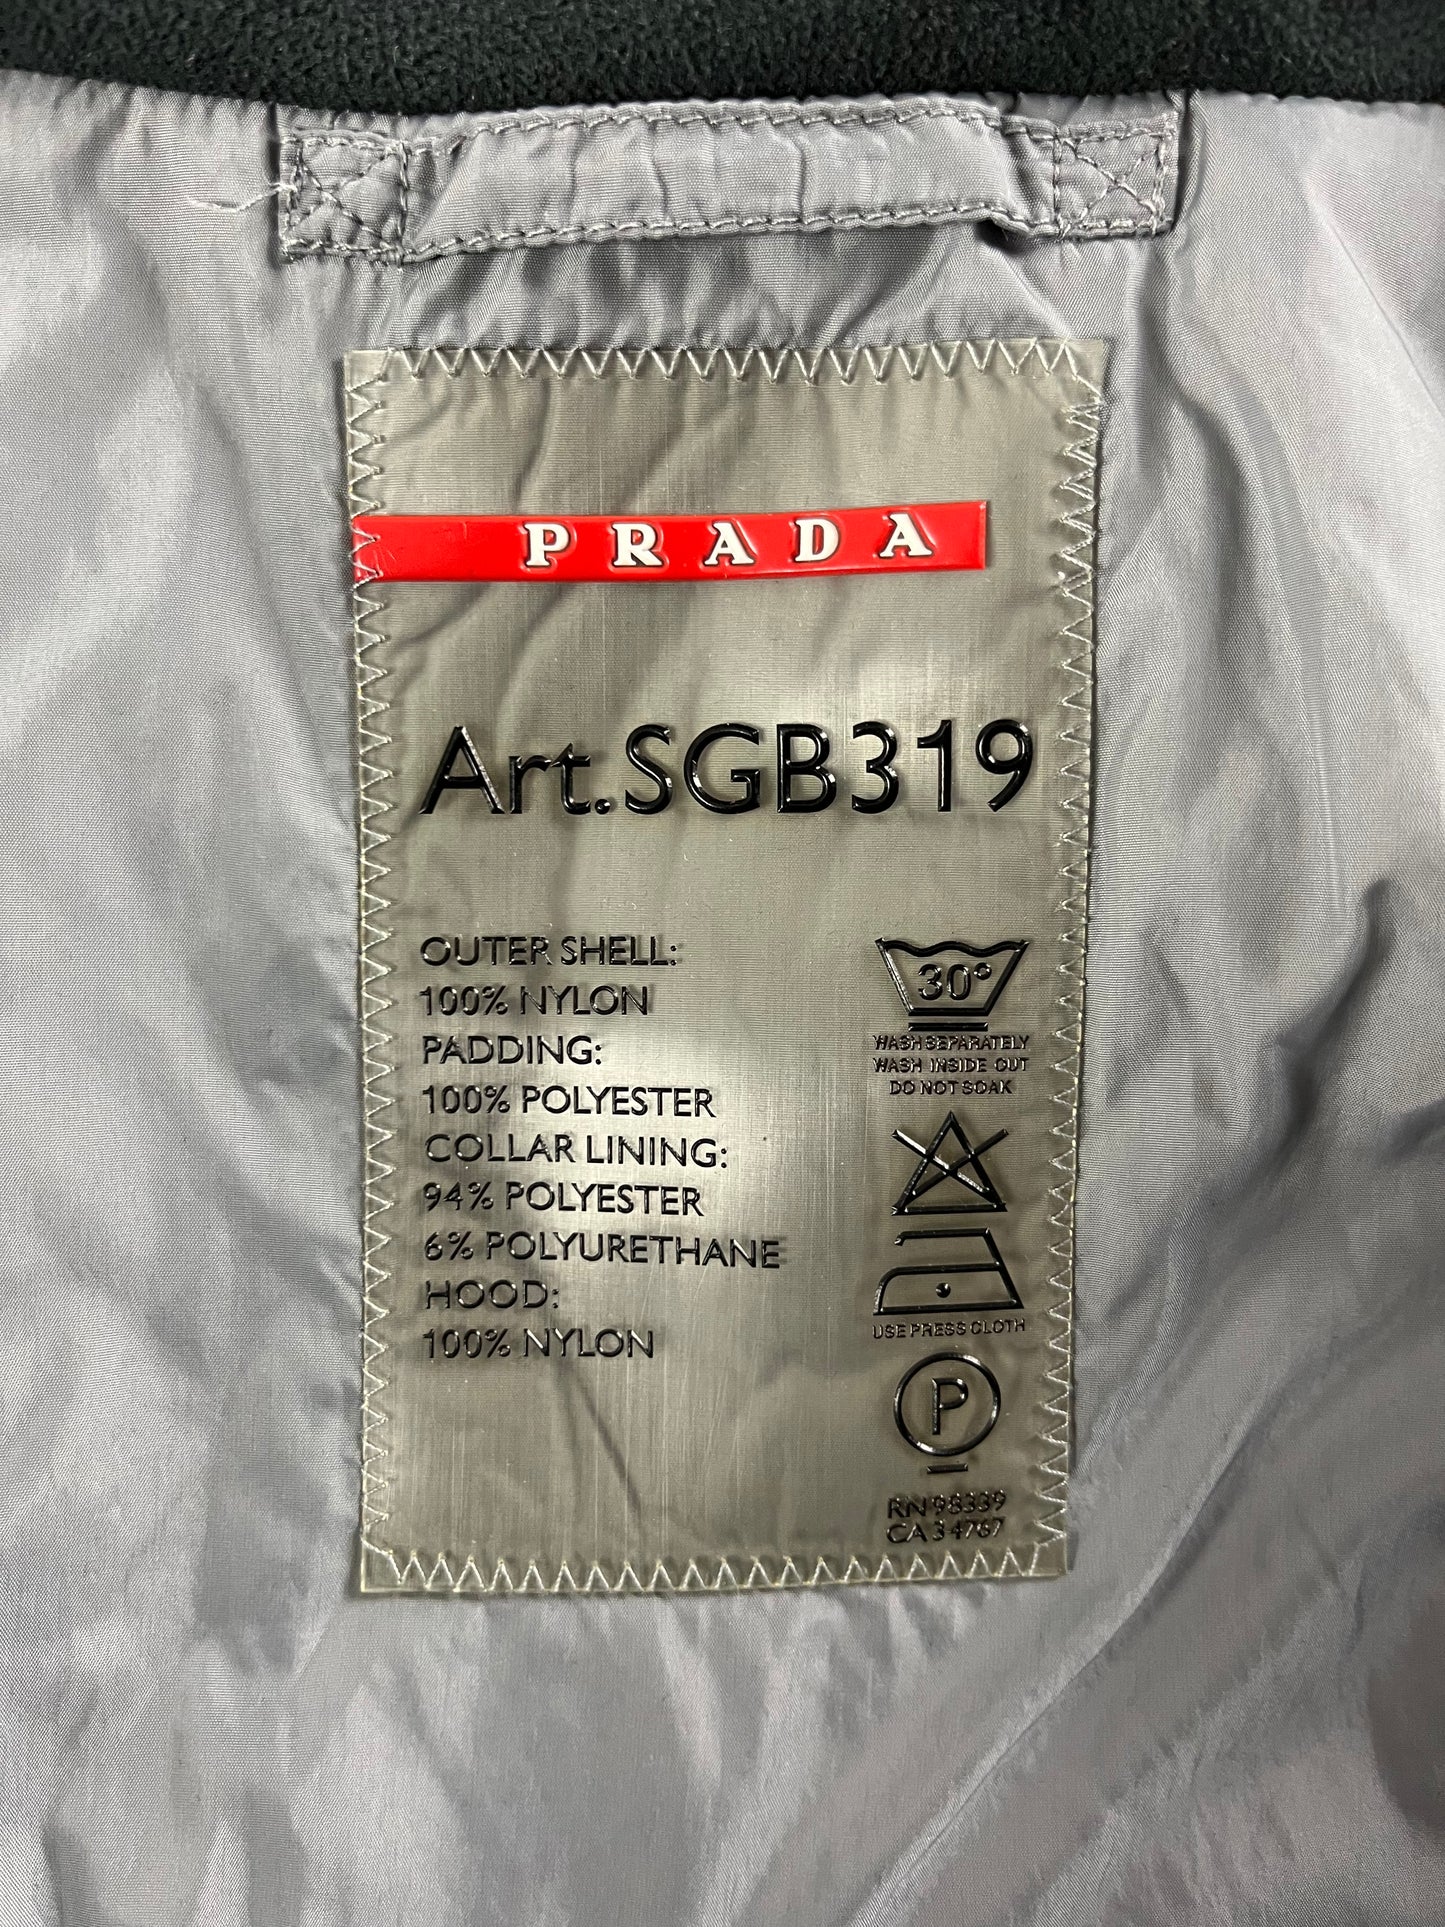 PRADA
Art.SGB319
OUTER SHELL:
100% NYLON
PADDING:
100% POLYESTER
COLLAR LINING:
94% POLYESTER
6% POLYURETHANE
HOOD:
100% NYLON
30°
WASH SEPARATELY
WASH INSIDE OUT
DO NOT SOAK
USE PRESS CLOTH
P
RN 98339
CA 34767